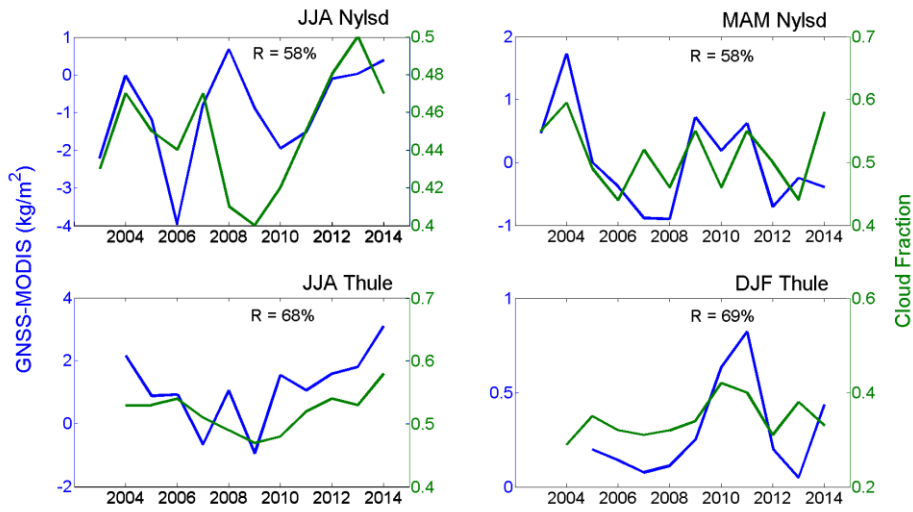 JJA Nylsd
R = 58%
1
0
-1
-2
-3
-4
0.5
0.48
0.46
0.44
0.42
0.4
2004 2006 2008 2010 2012 2014
MAM Nylsd
R = 58%
2
1
0
-1
0.7
0.6
0.5
0.4
2004 2006 2008 2010 2012 2014
GNSS-MODIS (kg/m²)
Cloud Fraction
JJA Thule
R = 68%
4
2
0
-2
0.7
0.6
0.5
0.4
2004 2006 2008 2010 2012 2014
DJF Thule
R = 69%
1
0.5
0
0.6
0.4
0.2
2004 2006 2008 2010 2012 2014